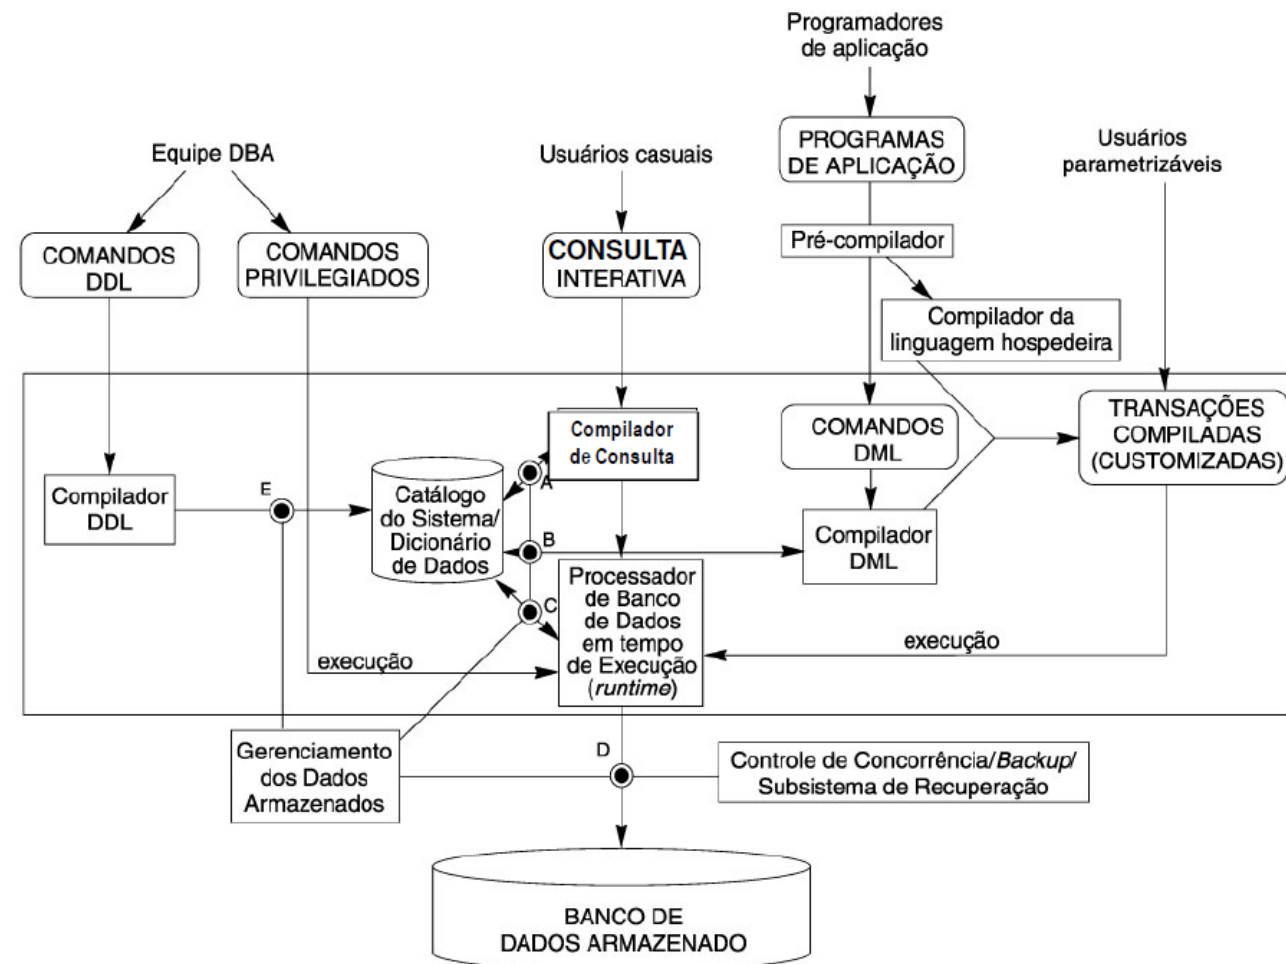 Programadores
de aplicação
Equipe DBA
Usuários casuais
PROGRAMAS
DE APLICAÇÃO
Usuários
parametrizáveis
COMANDOS
DDL
COMANDOS
PRIVILEGIADOS
CONSULTA
INTERATIVA
Pré-compilador
Compilador da
linguagem hospedeira
Compilador
de Consulta
COMANDOS
DML
TRANSAÇÕES
COMPILADAS
(CUSTOMIZADAS)
Compilador
DDL
E
Catálogo
do Sistema/
Dicionário
de Dados
A
B
C
Compilador
DML
Processador
de Banco
de Dados
em tempo
de Execução
(runtime)
execução
execução
Gerenciamento
dos Dados
Armazenados
D
Controle de Concorrência/Backup/
Subsistema de Recuperação
BANCO DE
DADOS ARMAZENADO